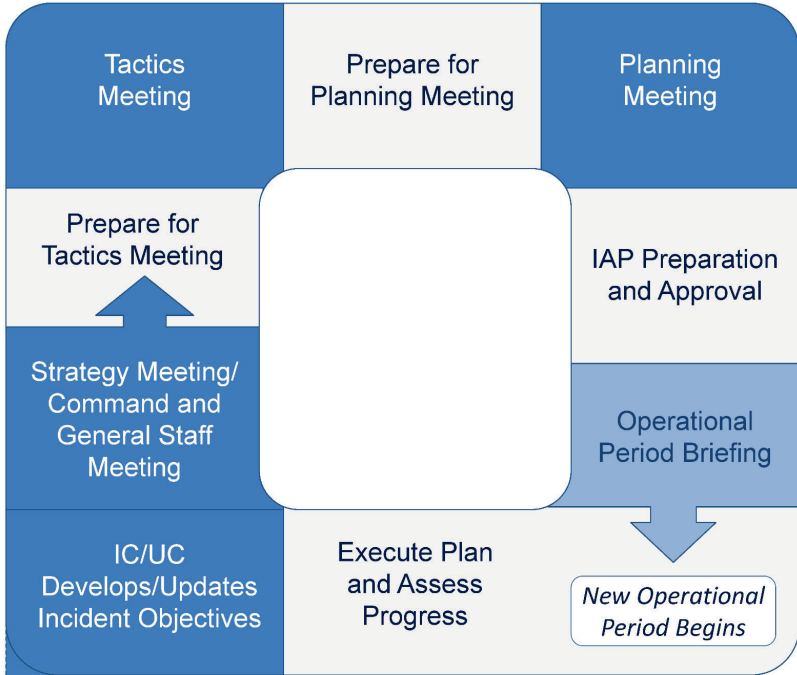 Tactics
Meeting
Prepare for
Planning Meeting
Planning
Meeting
Prepare for
Tactics Meeting
IAP Preparation
and Approval
Strategy Meeting/
Command and
General Staff
Meeting
Operational
Period Briefing
IC/UC
Develops/Updates
Incident Objectives
Execute Plan
and Assess
Progress
New Operational
Period Begins